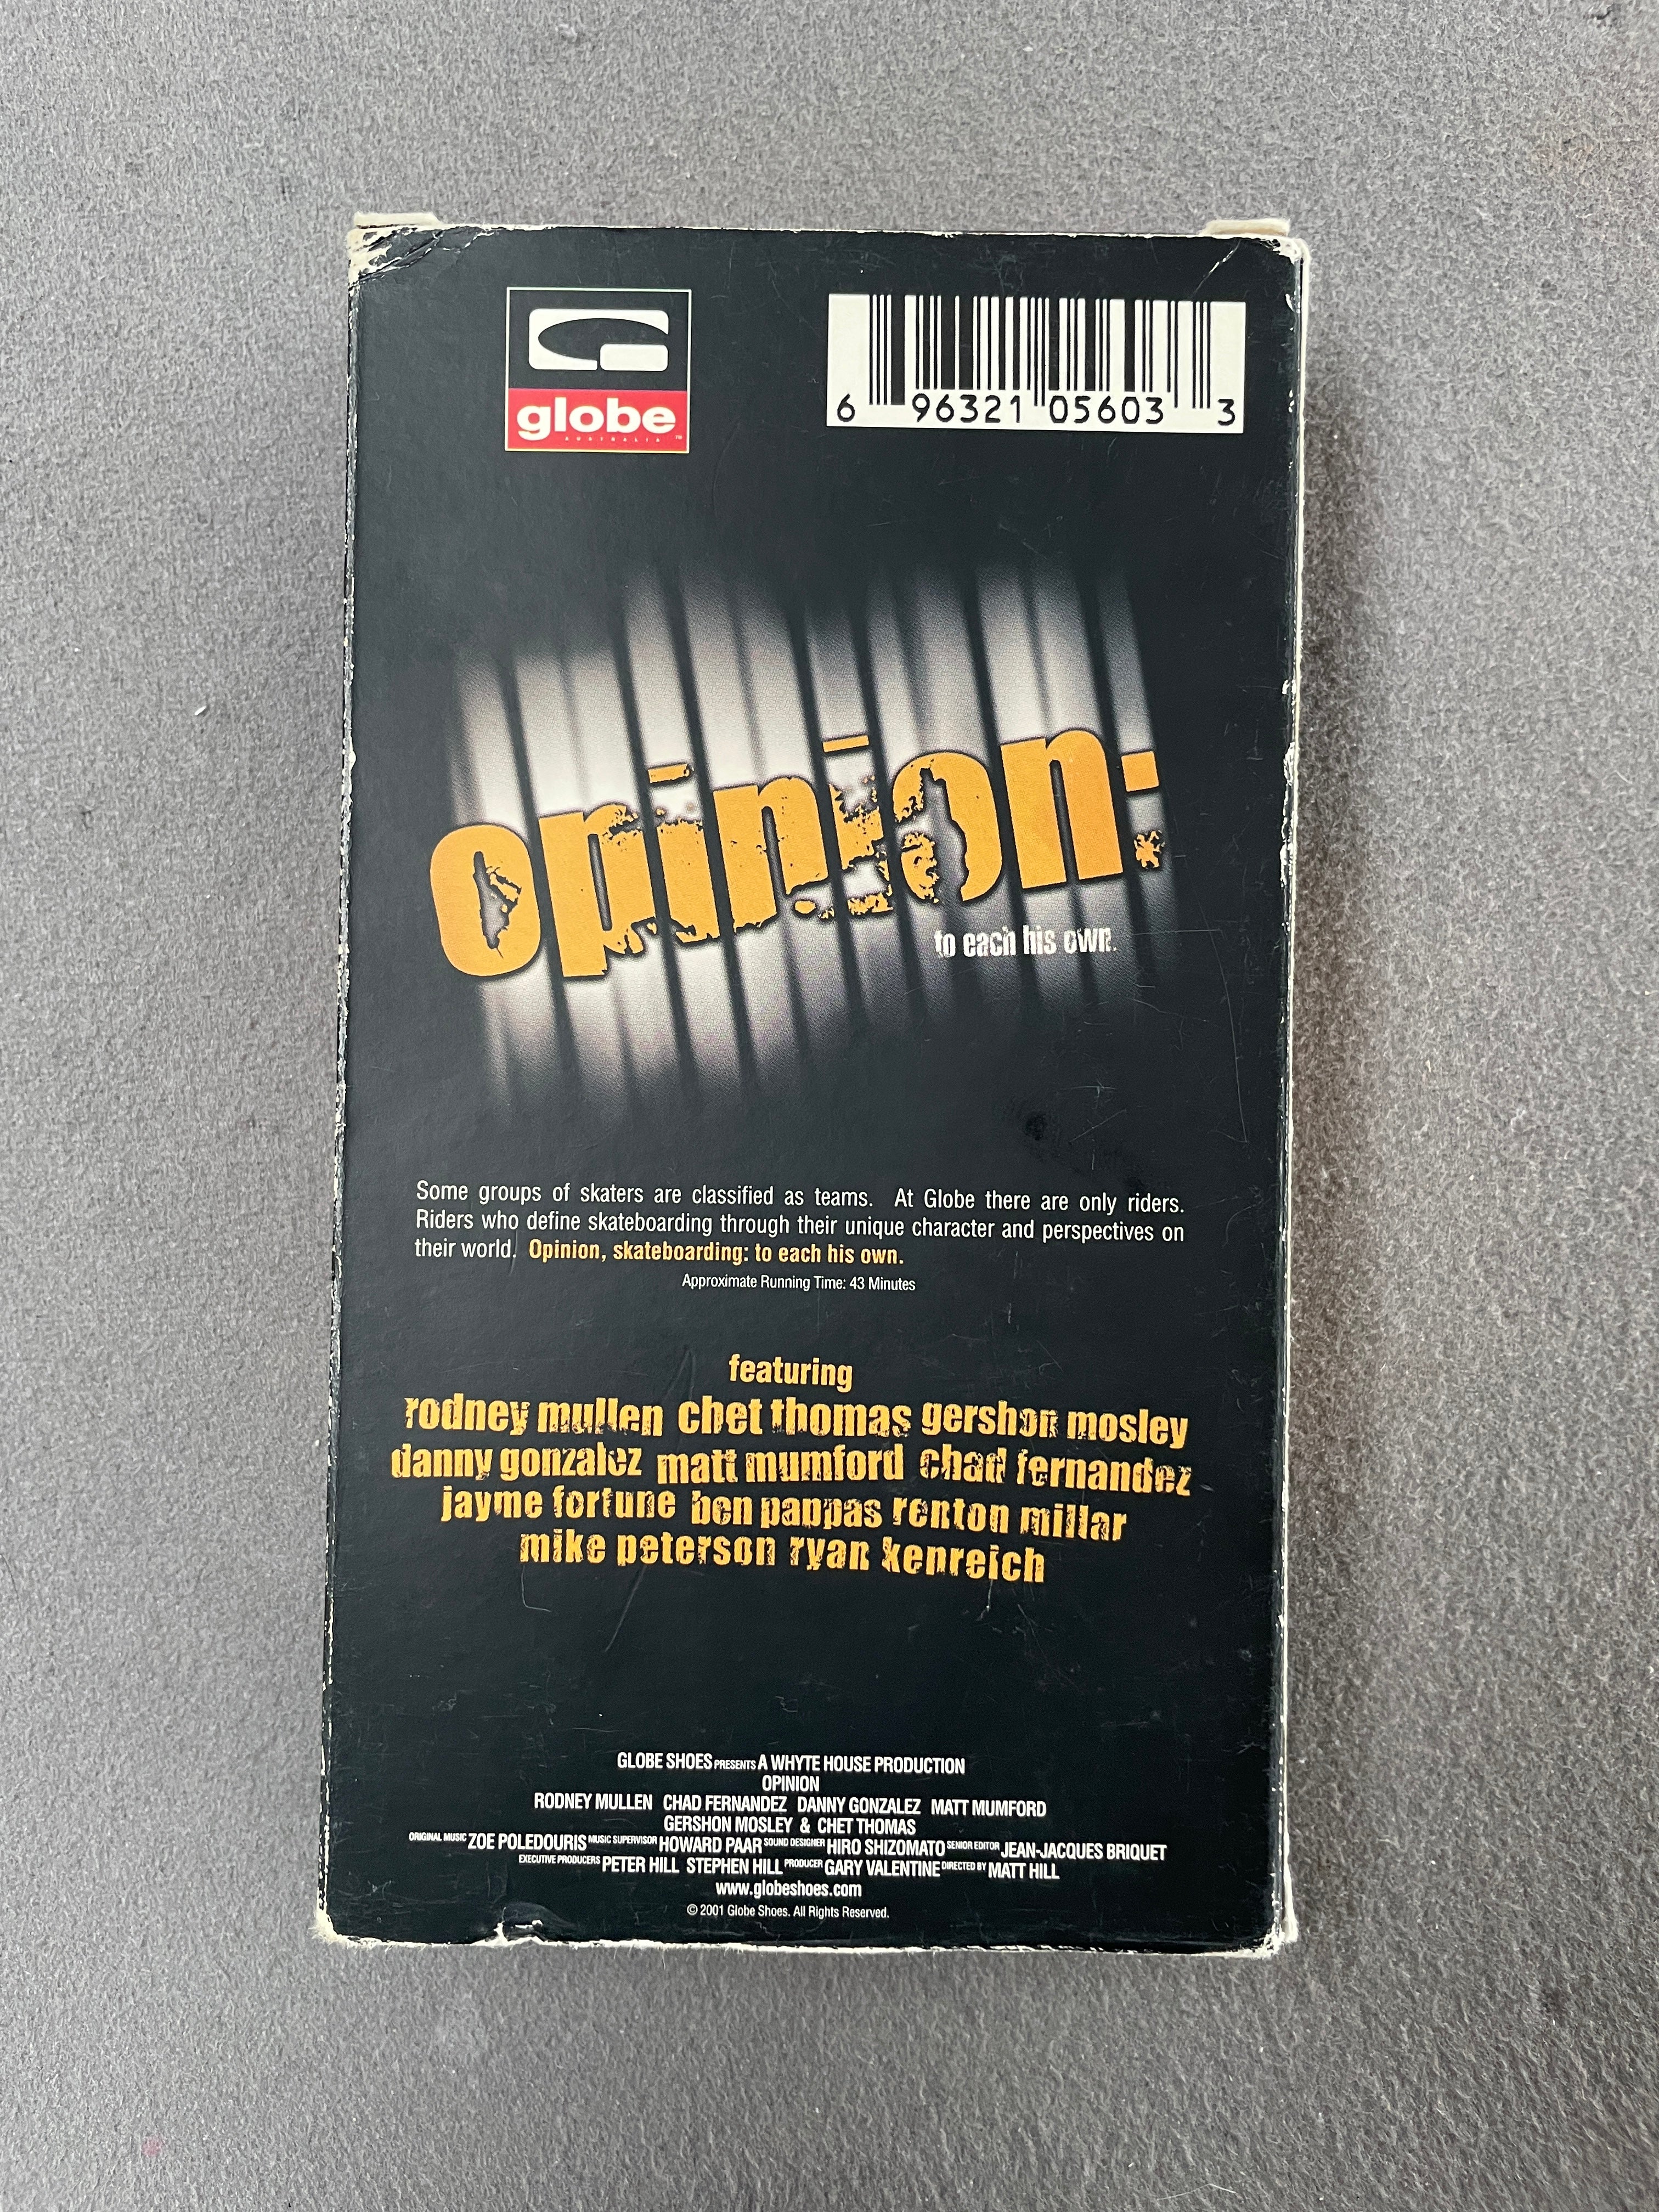 globe
AUSTRALIA ™
6 96321 05603 3
opinion:
to each his own.
Some groups of skaters are classified as teams. At Globe there are only riders.
Riders who define skateboarding through their unique character and perspectives on
their world. Opinion, skateboarding: to each his own.
Approximate Running Time: 43 Minutes
featuring
rodney mullen chet thomas gershon mosley
danny gonzalez matt mumford chad fernandez
jayme fortune ben pappas renton millar
mike peterson ryan kenreich
GLOBE SHOES PRESENTS A WHYTE HOUSE PRODUCTION
OPINION
RODNEY MULLEN CHAD FERNANDEZ DANNY GONZALEZ MATT MUMFORD
GERSHON MOSLEY & CHET THOMAS
ORIGINAL MUSIC ZOE POLEDOURIS MUSIC SUPERVISOR HOWARD PAAR SOUND DESIGNER HIRO SHIZOMATO SENIOR EDITOR JEAN-JACQUES BRIQUET
EXECUTIVE PRODUCERS PETER HILL STEPHEN HILL PRODUCER GARY VALENTINE DIRECTED BY MATT HILL
www.globeshoes.com
© 2001 Globe Shoes. All Rights Reserved.